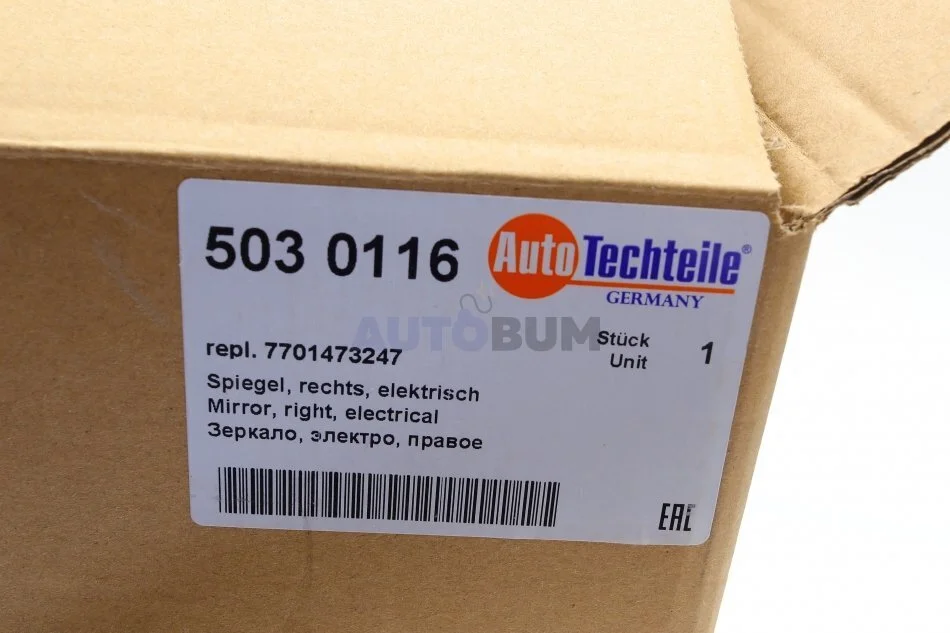 503 0116
AutoTechteile®
GERMANY
AUTOBUM
repl. 7701473247
Stück
Unit
1
Spiegel, rechts, elektrisch
Mirror, right, electrical
Зеркало, электро, правое
EAC